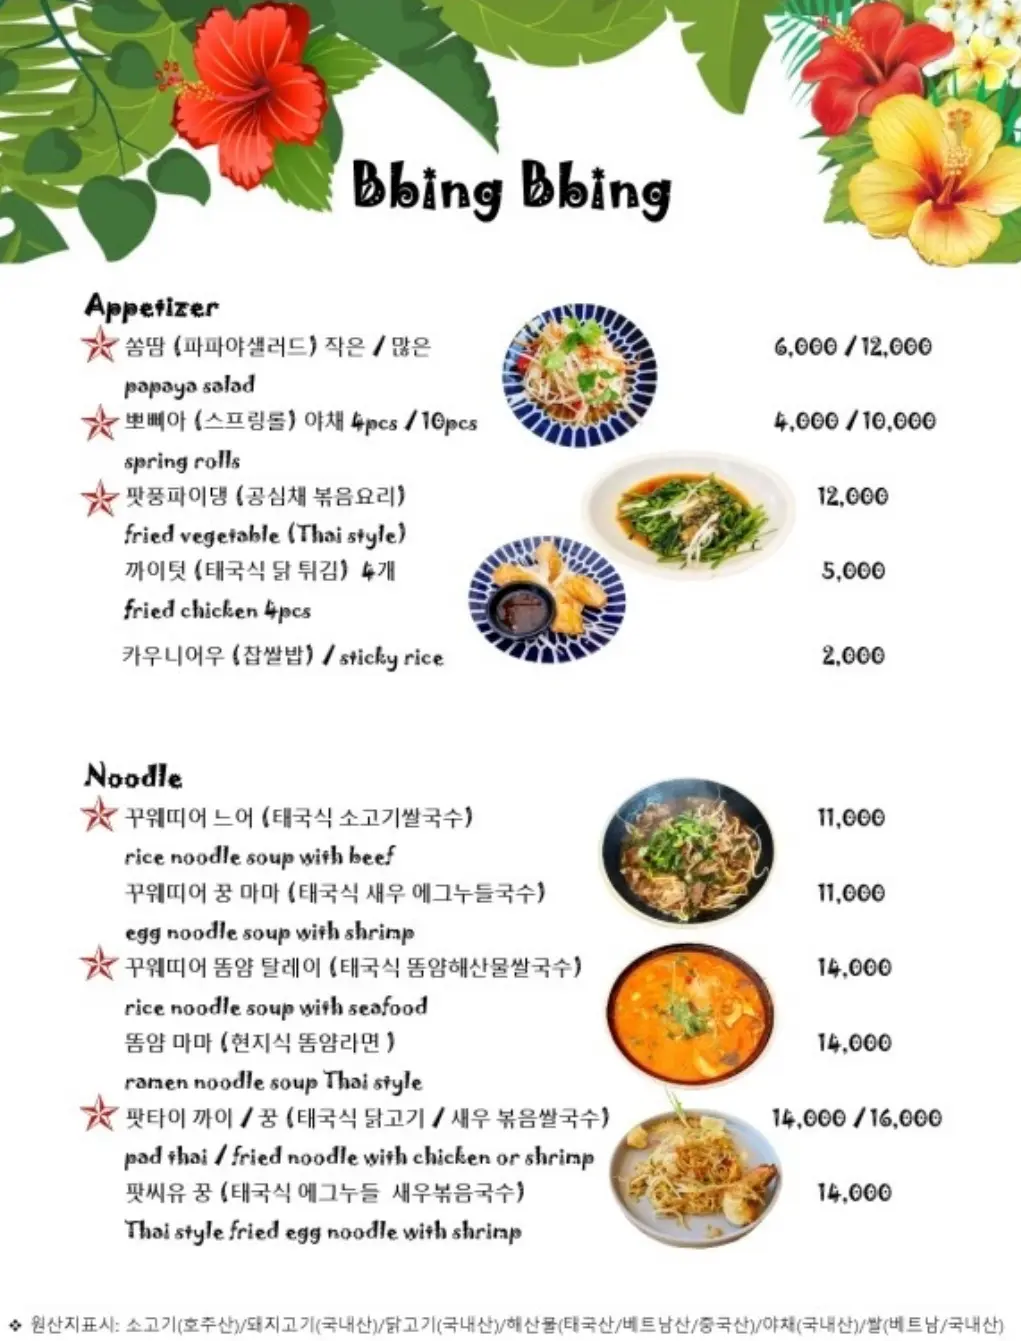 Bbing Bbing
Appetizer
쏨땀 (파파야샐러드) 작은 / 많은 6,000 / 12,000
papaya salad
뽀삐아 (스프링롤) 야채 4pcs / 10pcs 4,000 / 10,000
spring rolls
팟풍파이댕 (공심채 볶음요리) 12,000
fried vegetable (Thai style)
까이텃 (태국식 닭 튀김) 4개 5,000
fried chicken 4pcs
카우니어우 (찹쌀밥) / sticky rice 2,000
Noodle
꾸웨띠어 느어 (태국식 소고기쌀국수) 11,000
rice noodle soup with beef
꾸웨띠어 꿍 마마 (태국식 새우 에그누들국수) 11,000
egg noodle soup with shrimp
꾸웨띠어 똠얌 탈레이 (태국식 똠얌해산물쌀국수) 14,000
rice noodle soup with seafood
똠얌 마마 (현지식 똠얌라면 ) 14,000
ramen noodle soup Thai style
팟타이 까이 / 꿍 (태국식 닭고기 / 새우 볶음쌀국수) 14,000 / 16,000
pad thai / fried noodle with chicken or shrimp
팟씨유 꿍 (태국식 에그누들 새우볶음국수) 14,000
Thai style fried egg noodle with shrimp
❖ 원산지표시: 소고기(호주산)/돼지고기(국내산)/닭고기(국내산)/해산물(태국산/베트남산/중국산)/야채(국내산)/쌀(베트남/국내산)